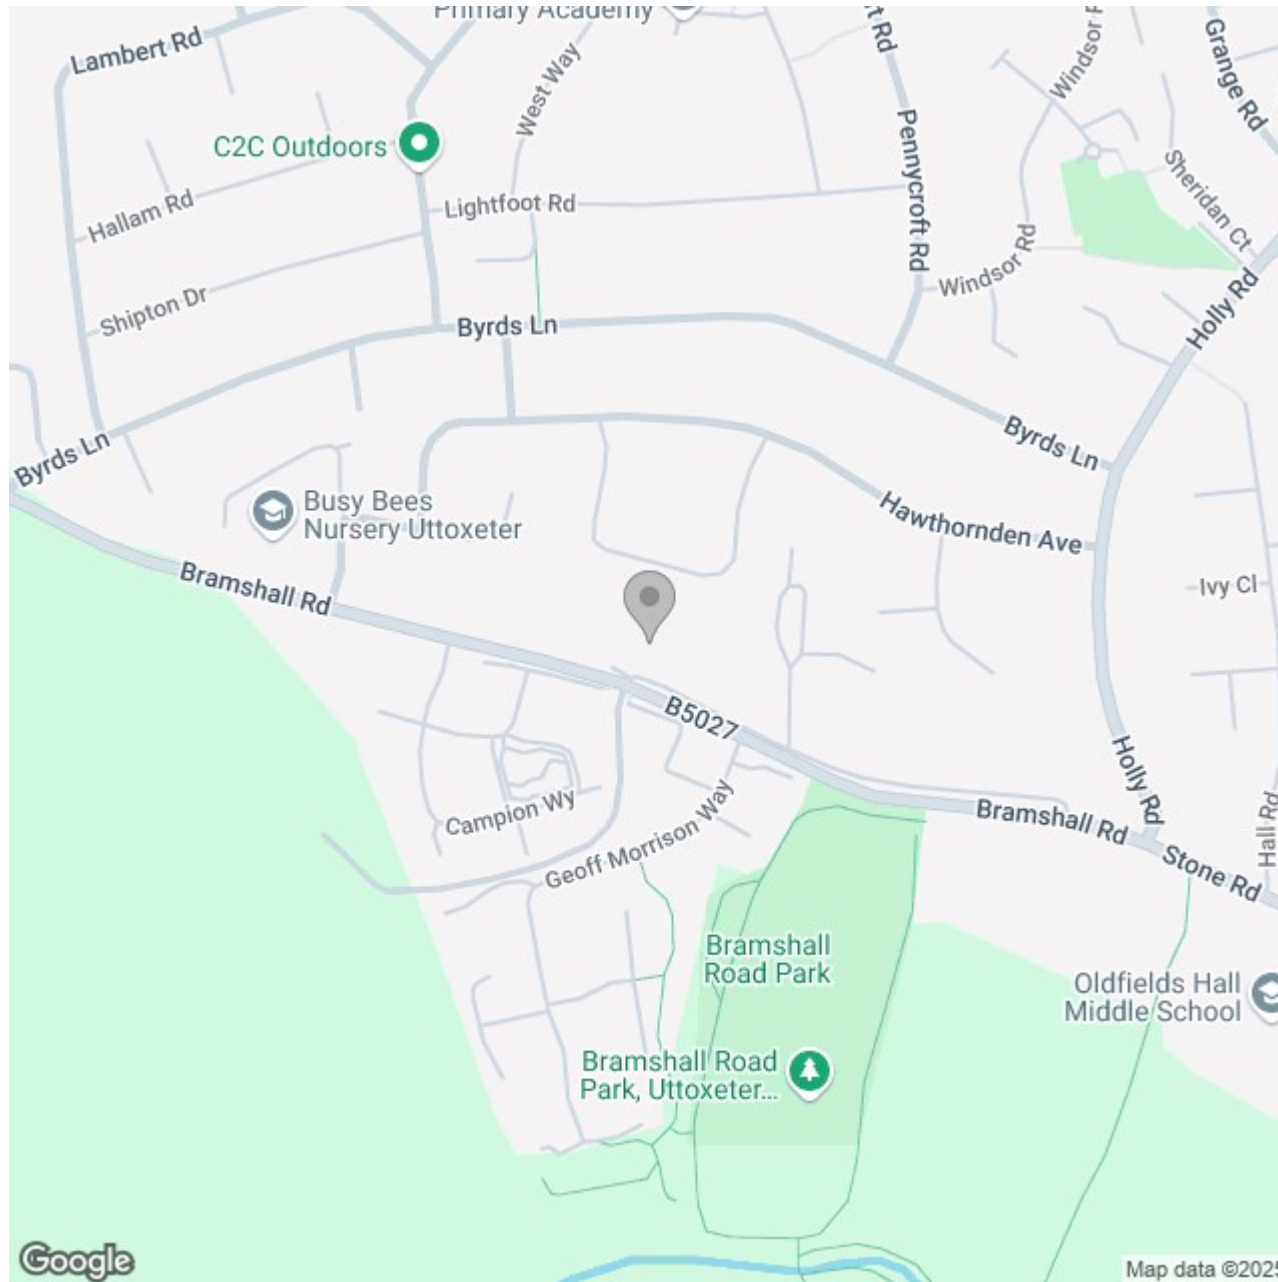 Primary Academy
Lambert Rd
West Way
Windsor
Grange Rd
C2C Outdoors
Pennycroft Rd
Hallam Rd
Lightfoot Rd
Sheridan Ct
Shipton Dr
Windsor Rd
Holly Rd
Byrds Ln
Byrds Ln
Byrds Ln
Busy Bees
Nursery Uttoxeter
Hawthornden Ave
Bramshall Rd
Ivy Cl
B5027
Holly Rd
Campion Wy
Geoff Morrison Way
Bramshall Rd
Stone Rd
Hall Rd
Bramshall
Road Park
Oldfields Hall
Middle School
Bramshall Road
Park, Uttoxeter...
Google
Map data ©2025